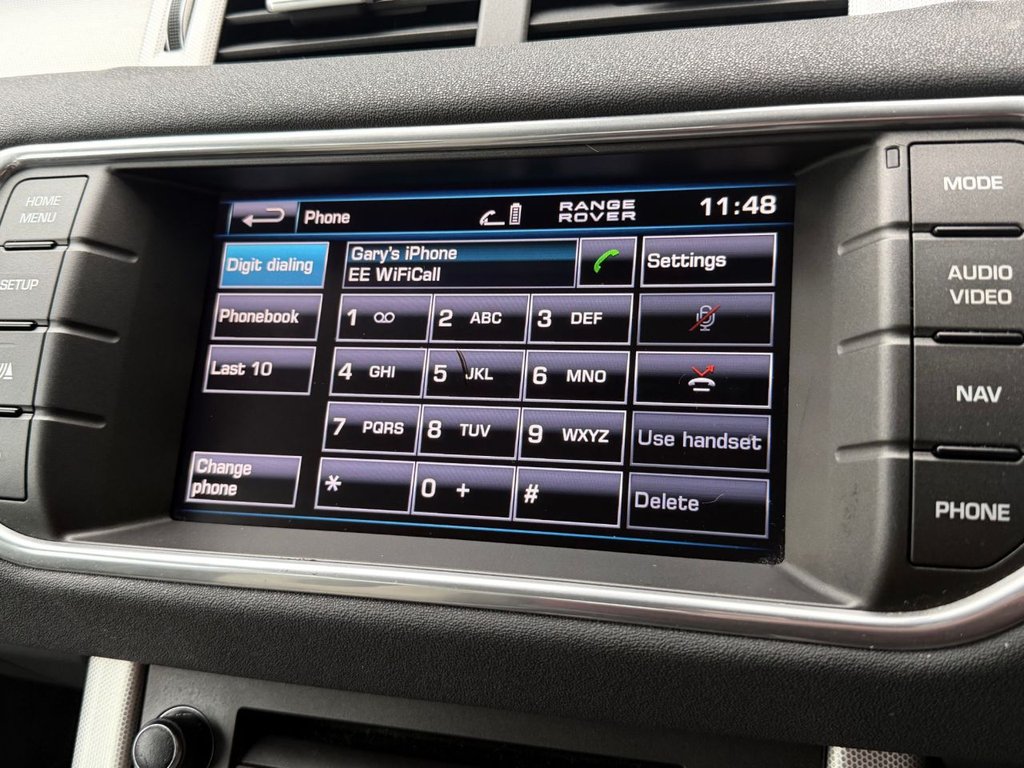 HOME
MENU
SETUP
Phone
RANGE
ROVER
11:48
Digit dialing
Phonebook
Last 10
Change
phone
Gary's iPhone
EE WiFiCall
Settings
1
2 ABC
3 DEF
4 GHI
5 JKL
6 MNO
7 PQRS
8 TUV
9 WXYZ
*
0 +
#
Use handset
Delete
MODE
AUDIO
VIDEO
NAV
PHONE